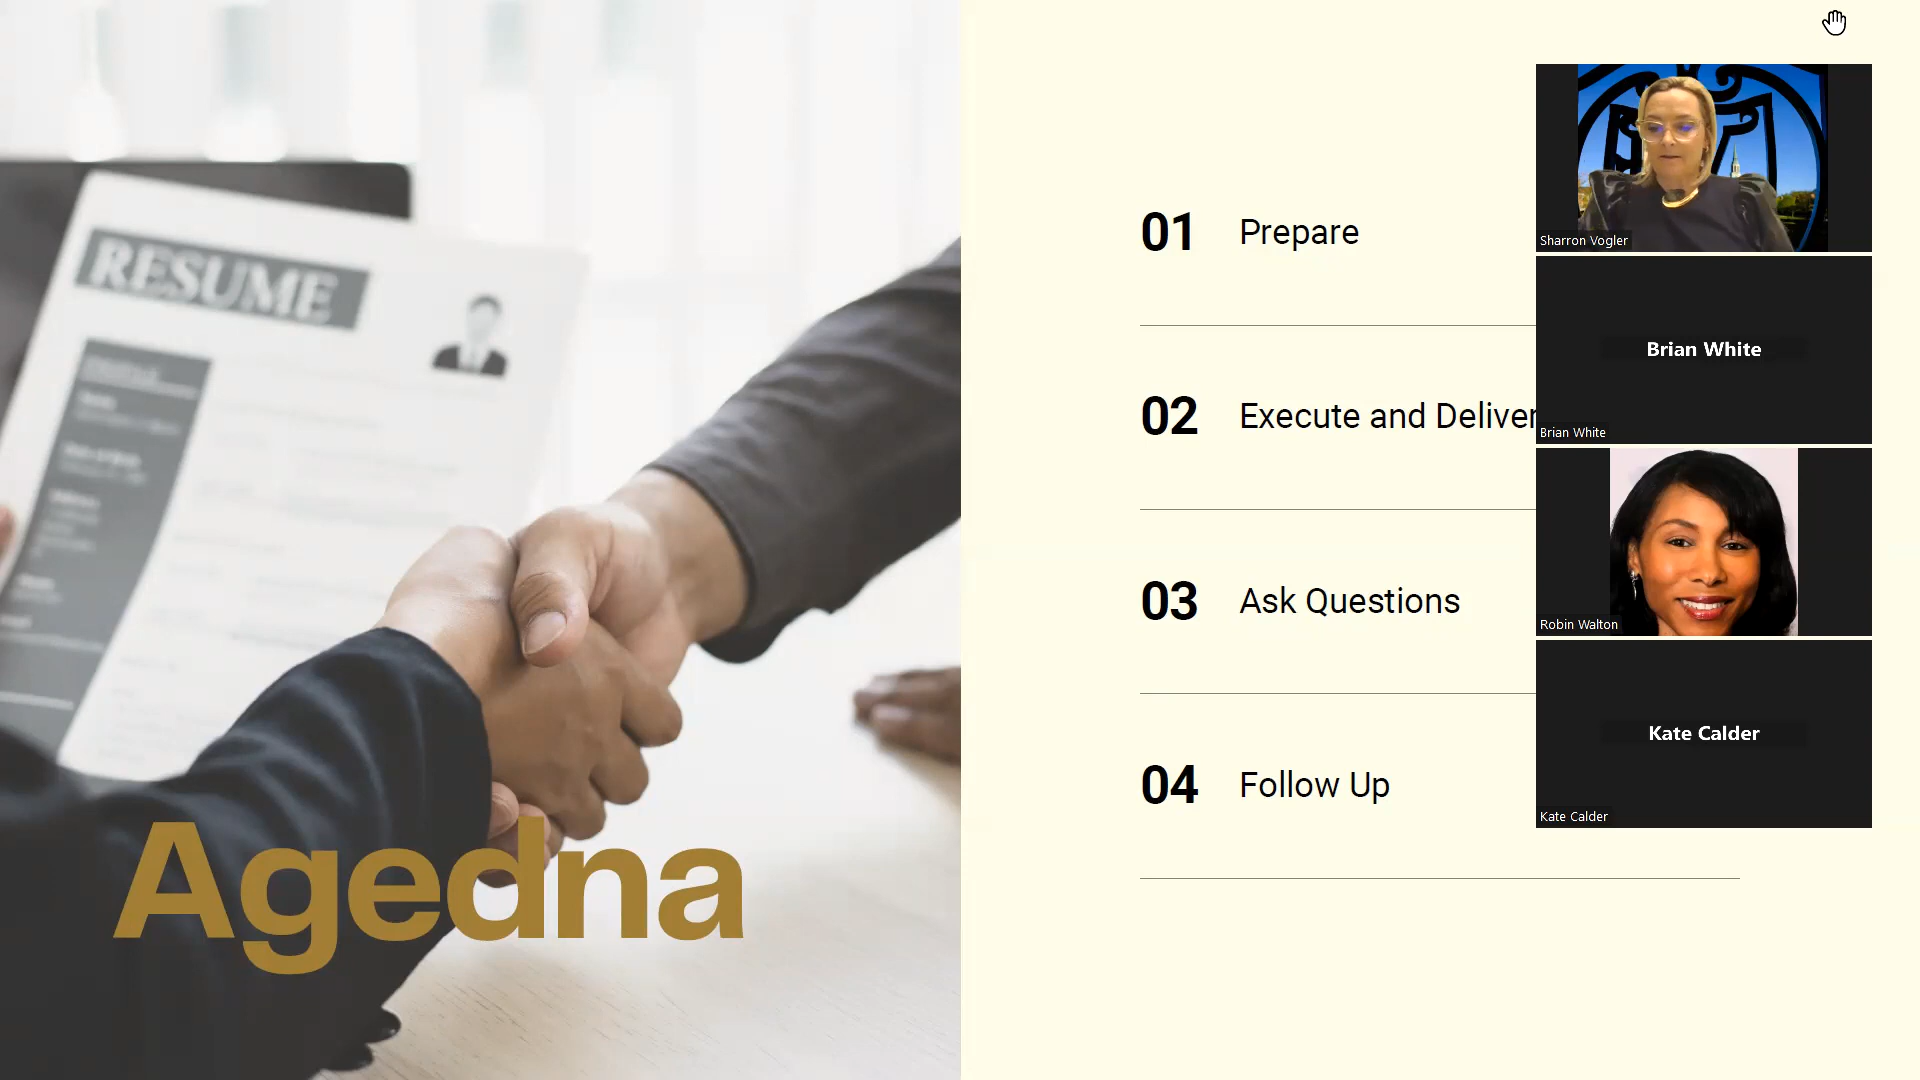 RESUME
Agedna
01 Prepare
02 Execute and Deliver
03 Ask Questions
04 Follow Up
Sharron Vogler
Brian White
Brian White
Robin Walton
Kate Calder
Kate Calder